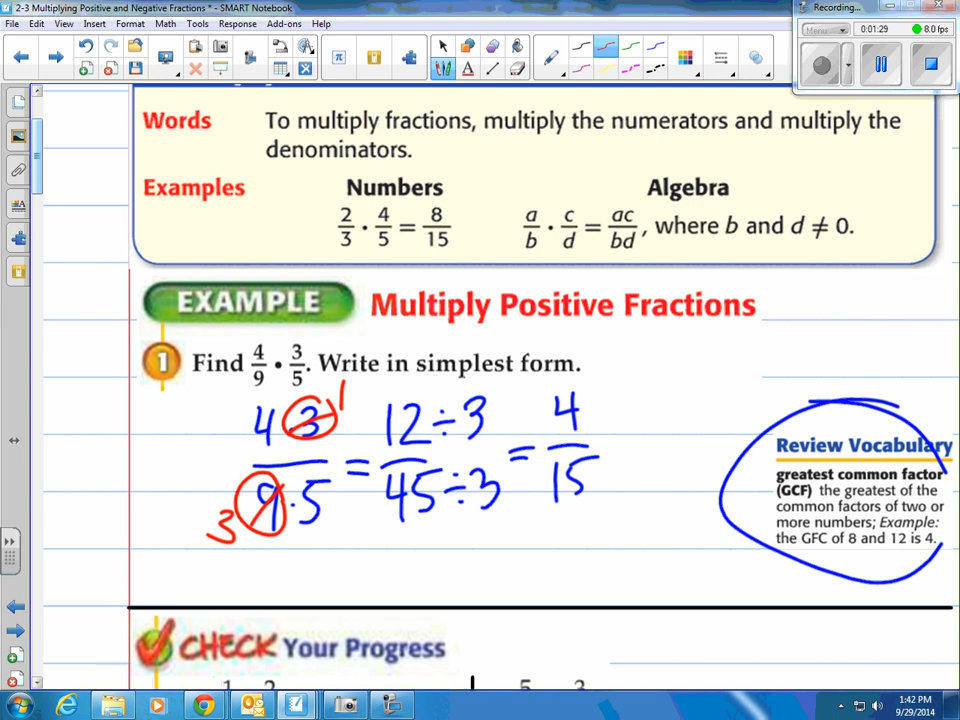 2-3 Multiplying Positive and Negative Fractions * - SMART Notebook
Recording...
File Edit View Insert Format Math Tools Response Add-ons Help
Menu 0:01:29 8.0 fps
Words To multiply fractions, multiply the numerators and multiply the
denominators.
Examples Numbers Algebra
2/3 · 4/5 = 8/15 a/b · c/d = ac/bd, where b and d ≠ 0.
EXAMPLE Multiply Positive Fractions
1 Find 4/9 • 3/5. Write in simplest form.
4 3 1 12÷3 4
= =
3 9·5 45÷3 15
Review Vocabulary
greatest common factor
(GCF) the greatest of the
common factors of two or
more numbers; Example:
the GFC of 8 and 12 is 4.
CHECK Your Progress
1:42 PM
9/29/2014